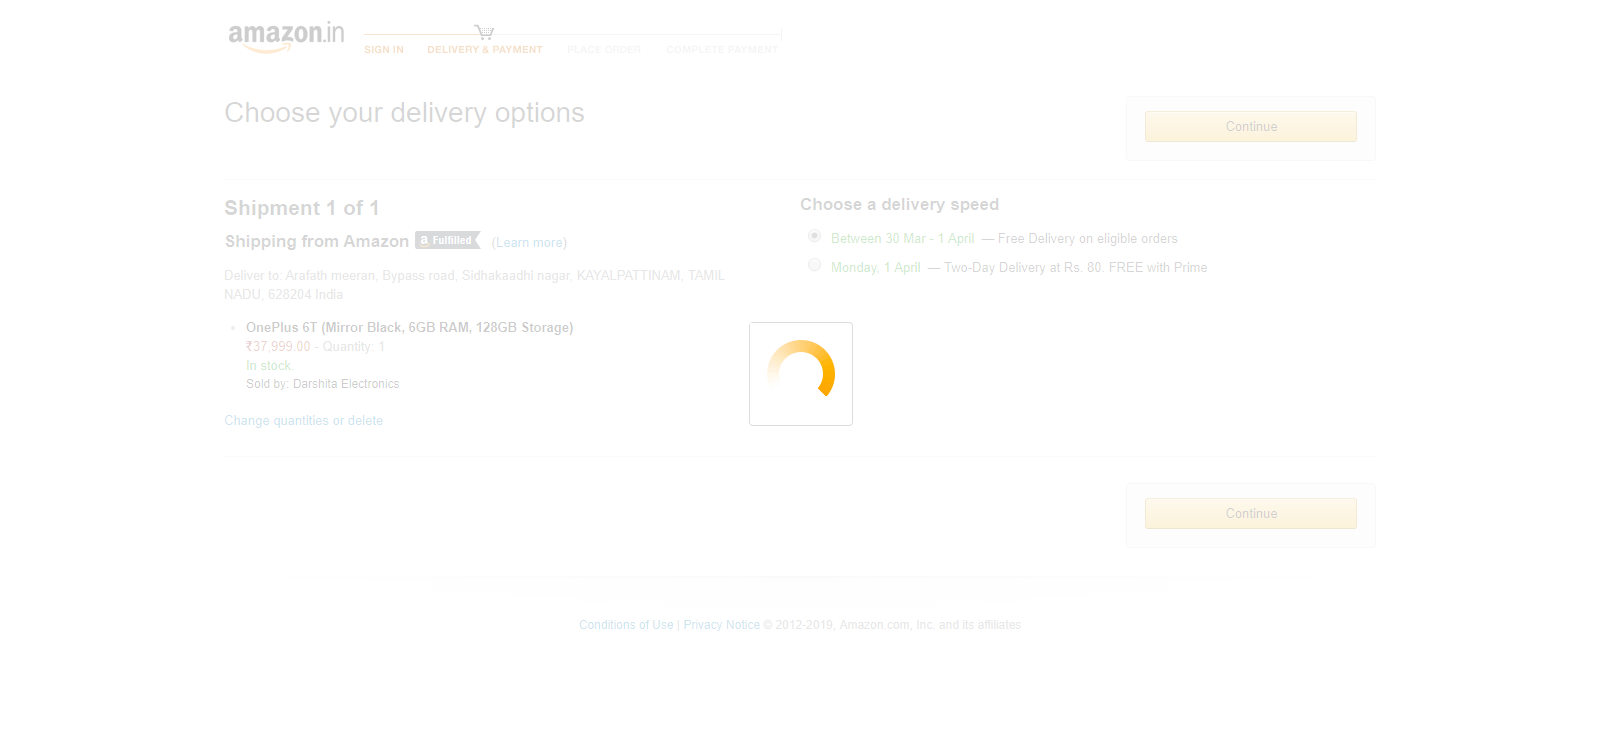 amazon.in
SIGN IN DELIVERY & PAYMENT PLACE ORDER COMPLETE PAYMENT
Choose your delivery options
Continue
Shipment 1 of 1
Shipping from Amazon a Fulfilled (Learn more)
Deliver to: Arafath meeran, Bypass road, Sidhakaadhi nagar, KAYALPATTINAM, TAMIL
NADU, 628204 India
OnePlus 6T (Mirror Black, 6GB RAM, 128GB Storage)
₹37,999.00 - Quantity: 1
In stock.
Sold by: Darshita Electronics
Change quantities or delete
Choose a delivery speed
Between 30 Mar - 1 April — Free Delivery on eligible orders
Monday, 1 April — Two-Day Delivery at Rs. 80. FREE with Prime
Continue
Conditions of Use | Privacy Notice © 2012-2019, Amazon.com, Inc. and its affiliates